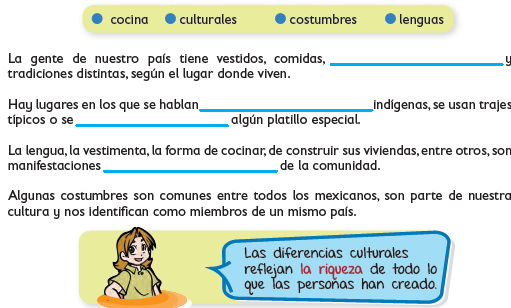 cocina culturales costumbres lenguas
La gente de nuestro país tiene vestidos, comidas, y
tradiciones distintas, según el lugar donde viven.
Hay lugares en los que se hablan indígenas, se usan trajes
típicos o se algún platillo especial.
La lengua, la vestimenta, la forma de cocinar, de construir sus viviendas, entre otros, son
manifestaciones de la comunidad.
Algunas costumbres son comunes entre todos los mexicanos, son parte de nuestra
cultura y nos identifican como miembros de un mismo país.
Las diferencias culturales
reflejan la riqueza de todo lo
que las personas han creado.